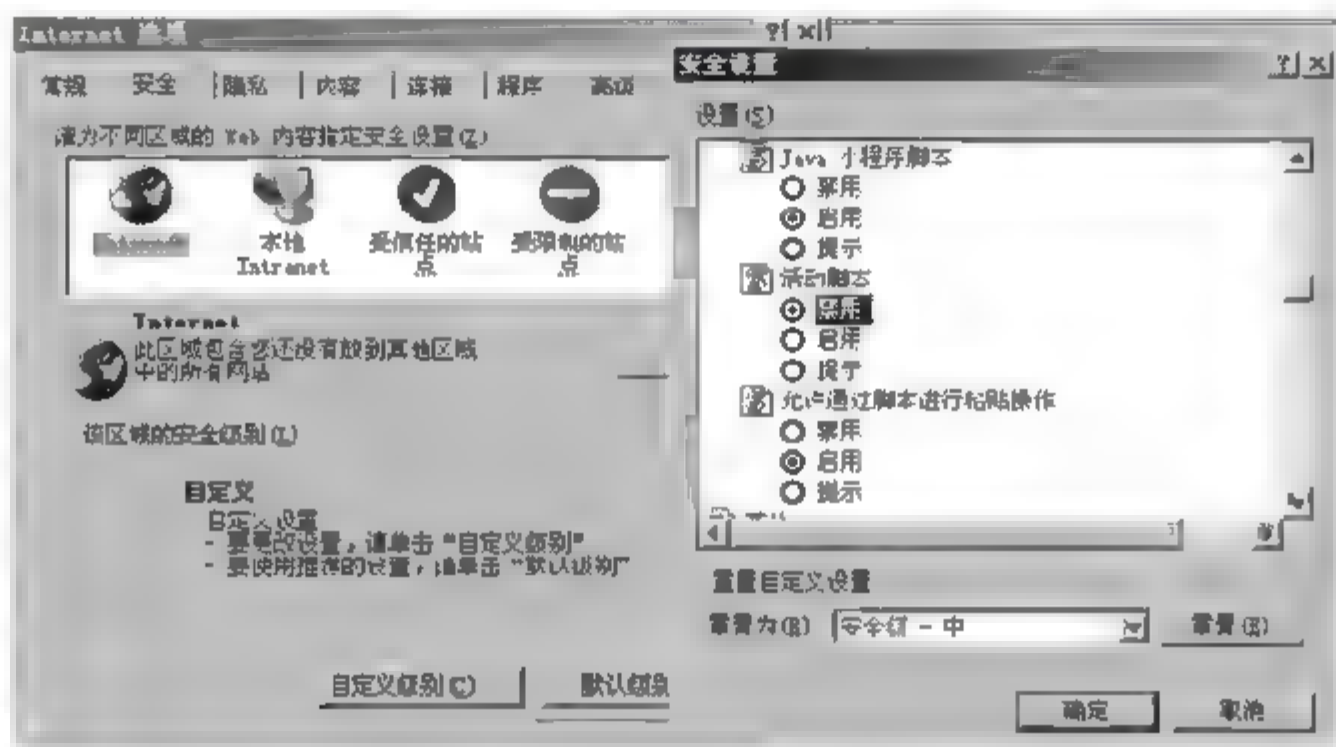 Internet 选项
常规 安全 隐私 内容 连接 程序 高级
请为不同区域的 Web 内容指定安全设置(Z)
Internet
本地
Intranet
受信任的站
点
受限制的站
点
Internet
此区域包含您还没有放到其他区域
中的所有网站
该区域的安全级别(L)
自定义
自定义设置
- 要更改设置，请单击“自定义级别”
- 要使用推荐的设置，请单击“默认级别”
自定义级别(C)
默认级别
安全设置
设置(S)
Java 小程序脚本
禁用
启用
提示
活动脚本
禁用
启用
提示
允许通过脚本进行粘贴操作
禁用
启用
提示
重置自定义设置
重置为(R) 安全级 - 中 重置(E)
确定 取消